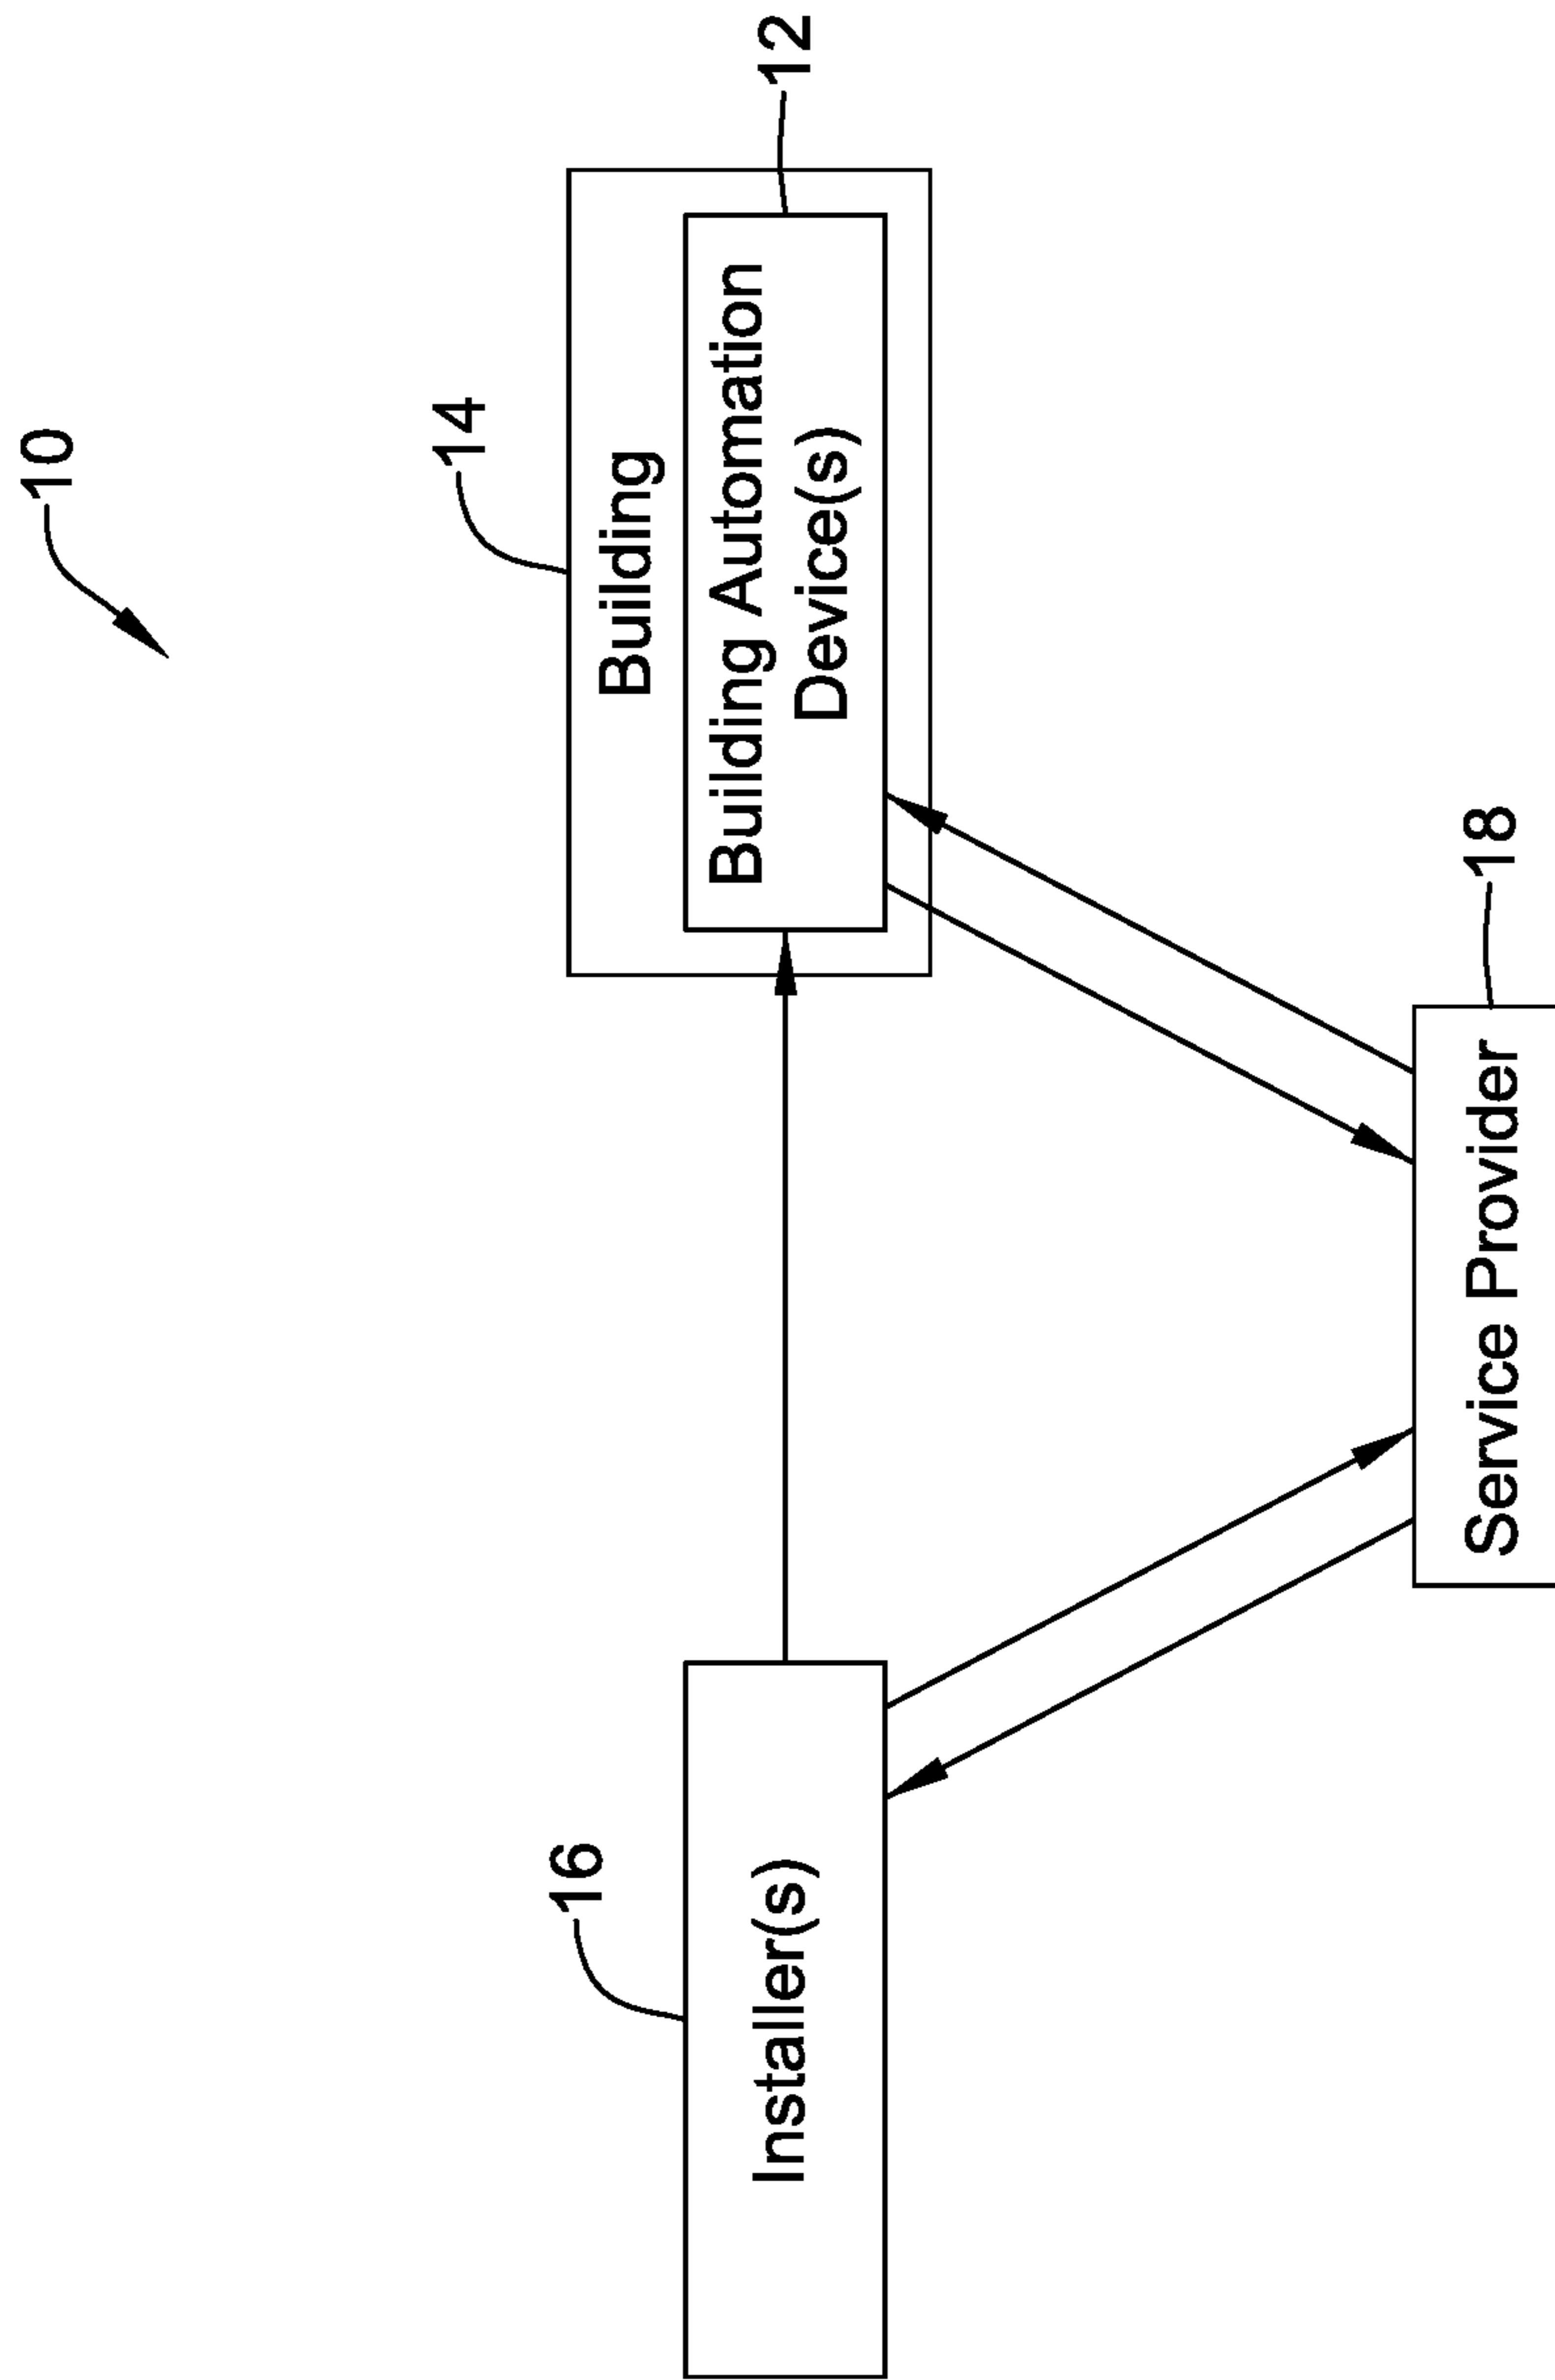 10
14
Building
Building Automation
Device(s)
12
16
Installer(s)
Service Provider
18